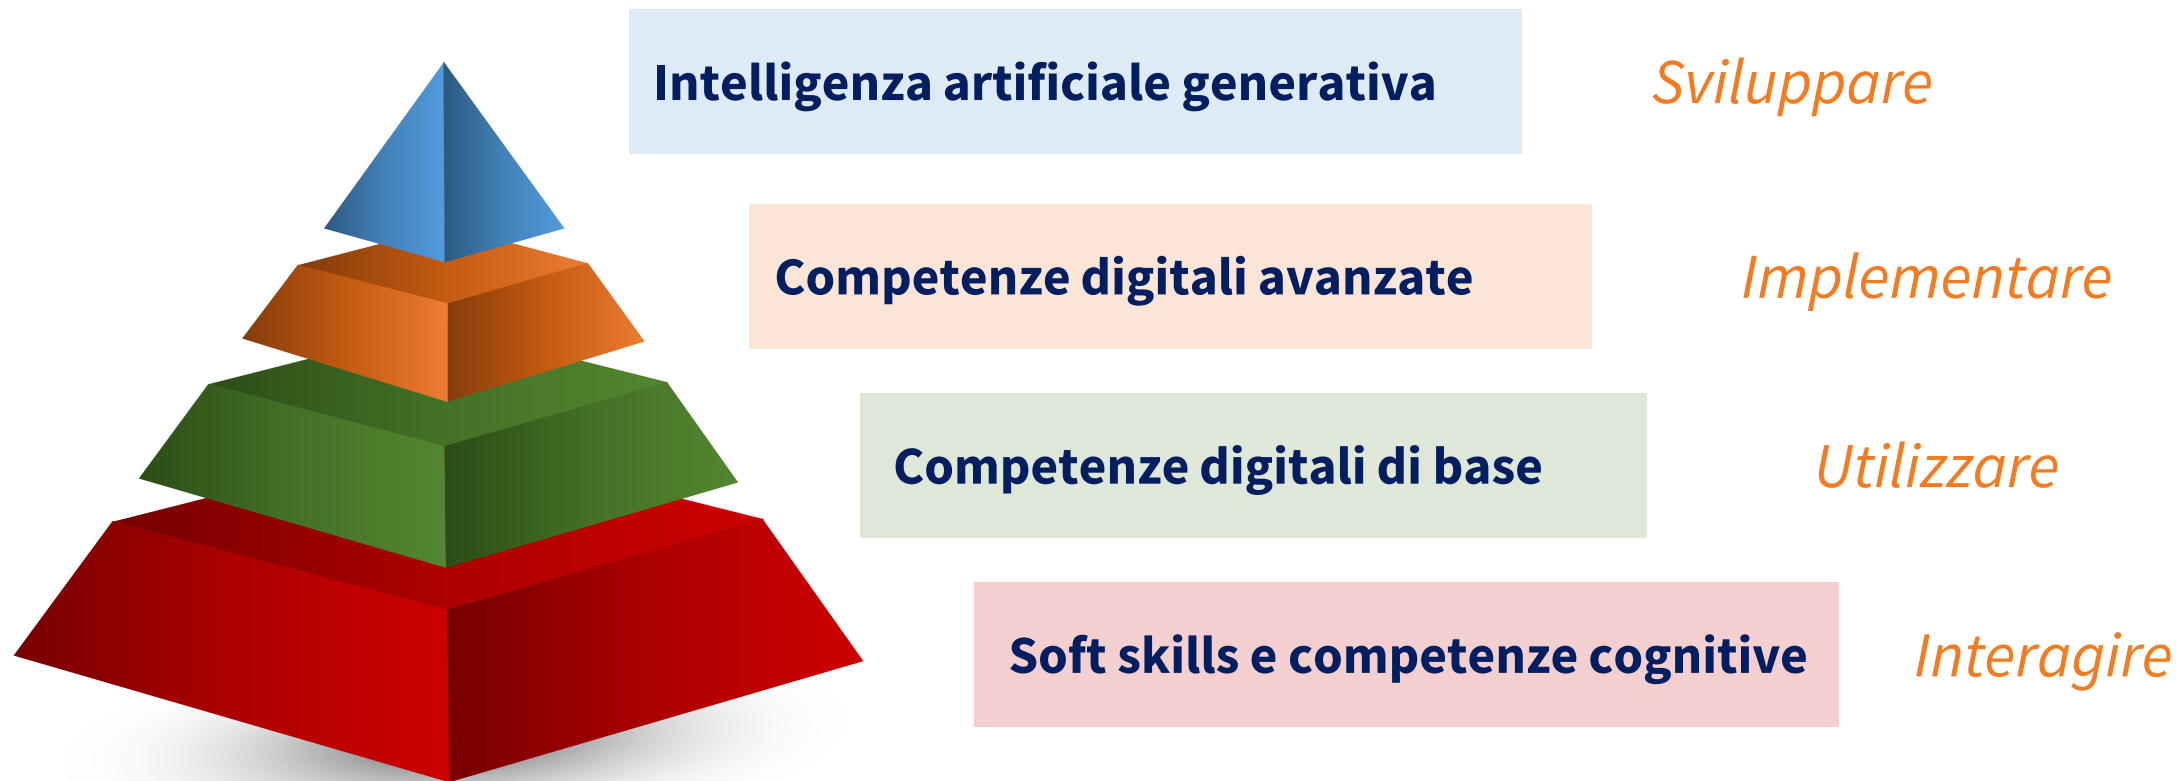 Intelligenza artificiale generativa Sviluppare
Competenze digitali avanzate Implementare
Competenze digitali di base Utilizzare
Soft skills e competenze cognitive Interagire